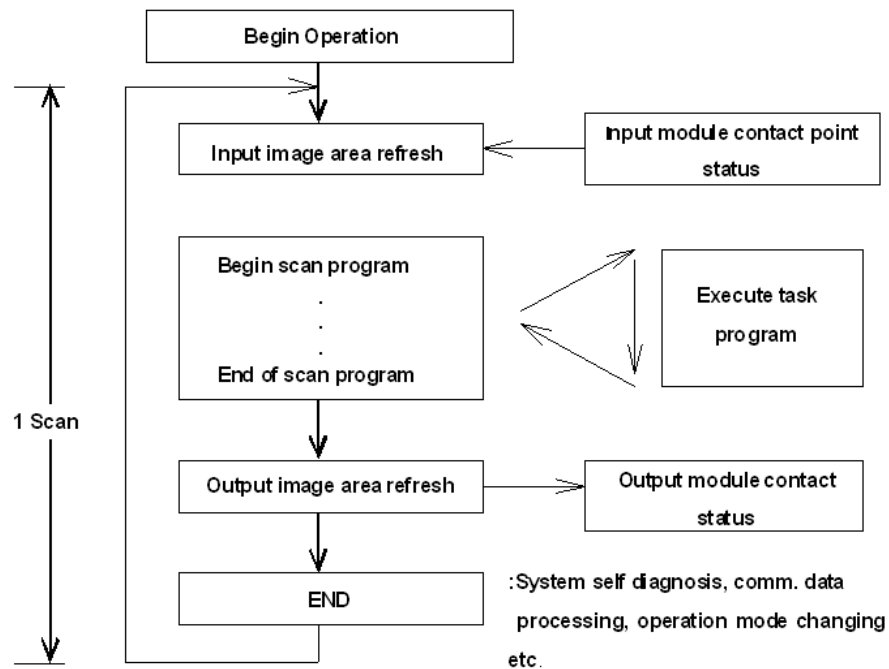 Begin Operation
Input image area refresh
Input module contact point
status
Begin scan program
.
.
.
End of scan program
Execute task
program
1 Scan
Output image area refresh
Output module contact
status
END
:System self diagnosis, comm. data
processing, operation mode changing
etc.